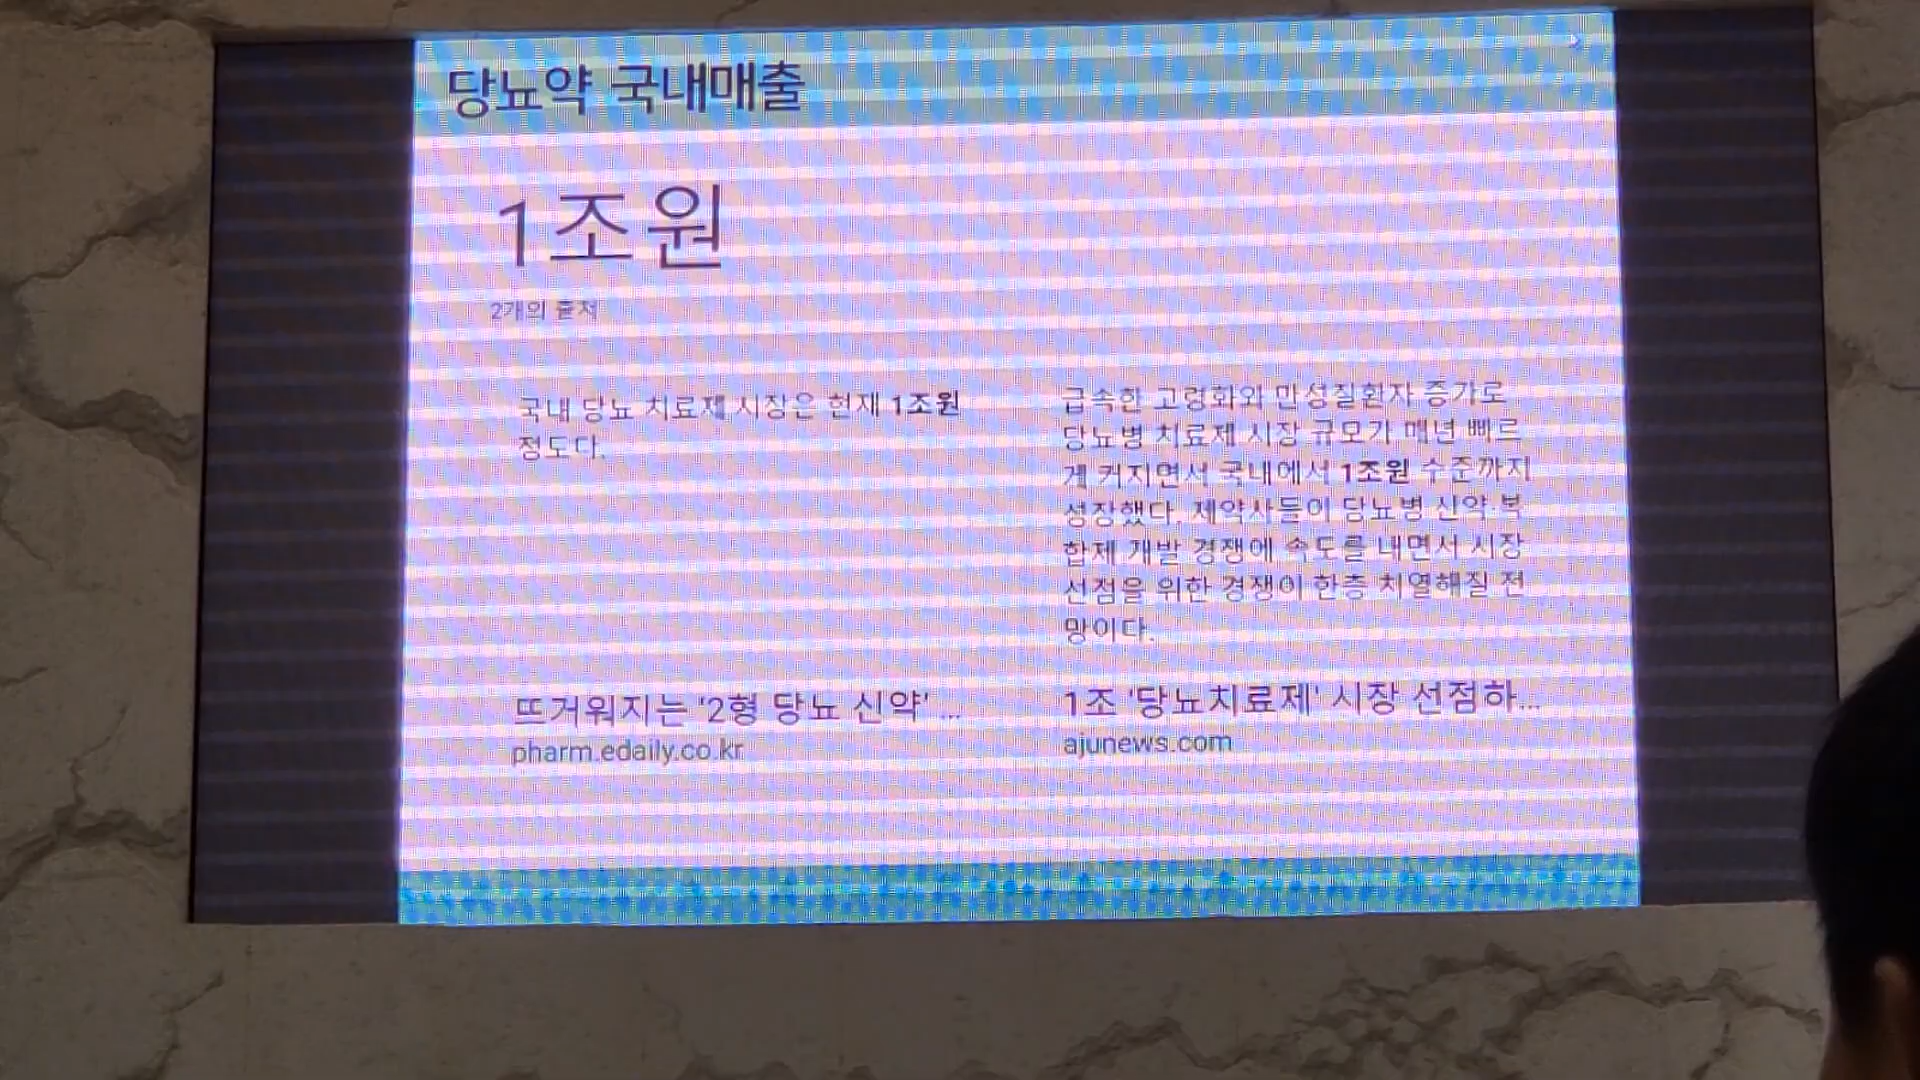 당뇨약 국내매출
1조원
2개의 출처
국내 당뇨 치료제 시장은 현재 1조원
정도다.
급속한 고령화와 만성질환자 증가로
당뇨병 치료제 시장 규모가 매년 빠르
게 커지면서 국내에서 1조원 수준까지
성장했다. 제약사들이 당뇨병 신약·복
합제 개발 경쟁에 속도를 내면서 시장
선점을 위한 경쟁이 한층 치열해질 전
망이다.
뜨거워지는 '2형 당뇨 신약' ...
pharm.edaily.co.kr
1조 '당뇨치료제' 시장 선점하...
ajunews.com